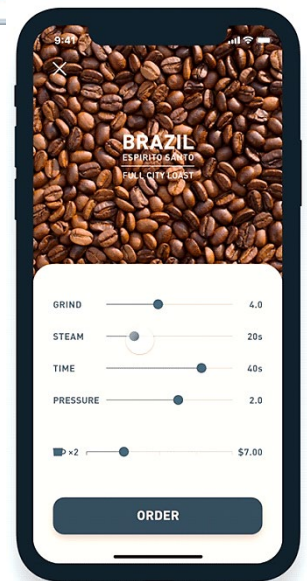 9:41
BRAZIL
ESPIRITO SANTO
FULL CITY LOAST
GRIND 4.0
STEAM 20s
TIME 40s
PRESSURE 2.0
×2 $7.00
ORDER